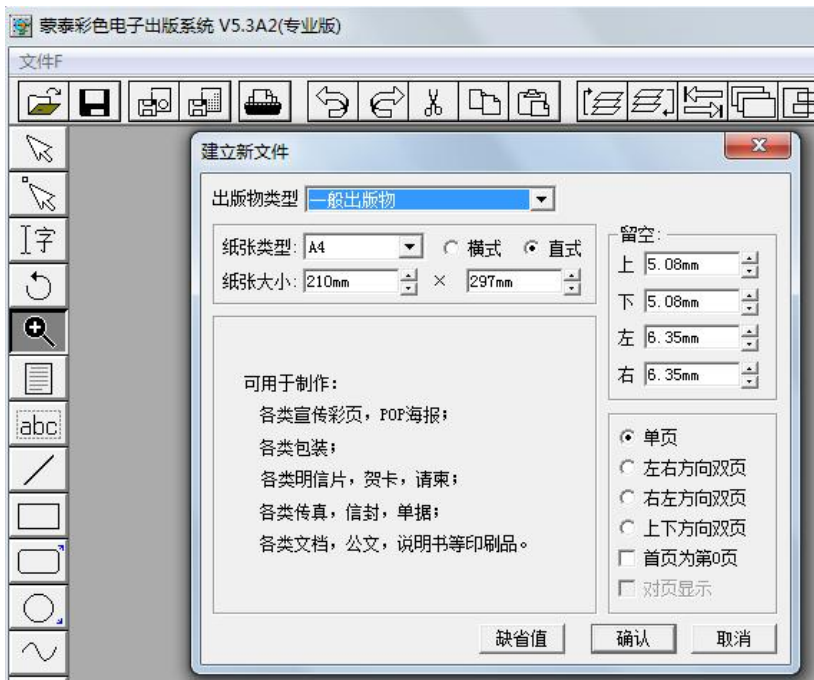 蒙泰彩色电子出版系统 V5.3A2(专业版)
文件F
建立新文件
出版物类型 一般出版物
纸张类型: A4 横式 直式
纸张大小: 210mm × 297mm
留空:
上 5.08mm
下 5.08mm
左 6.35mm
右 6.35mm
可用于制作:
各类宣传彩页，POP海报；
各类包装；
各类明信片，贺卡，请柬；
各类传真，信封，单据；
各类文档，公文，说明书等印刷品。
单页
左右方向双页
右左方向双页
上下方向双页
首页为第0页
对页显示
缺省值 确认 取消
字
abc